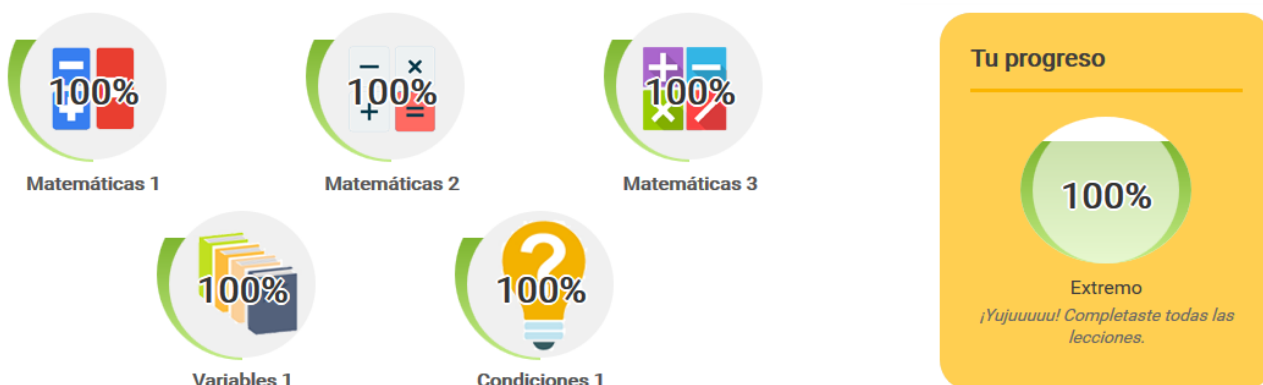 100%
100%
100%
Matemáticas 1
Matemáticas 2
Matemáticas 3
100%
100%
Variables 1
Condiciones 1
Tu progreso
100%
Extremo
¡Yujuuuuu! Completaste todas las
lecciones.